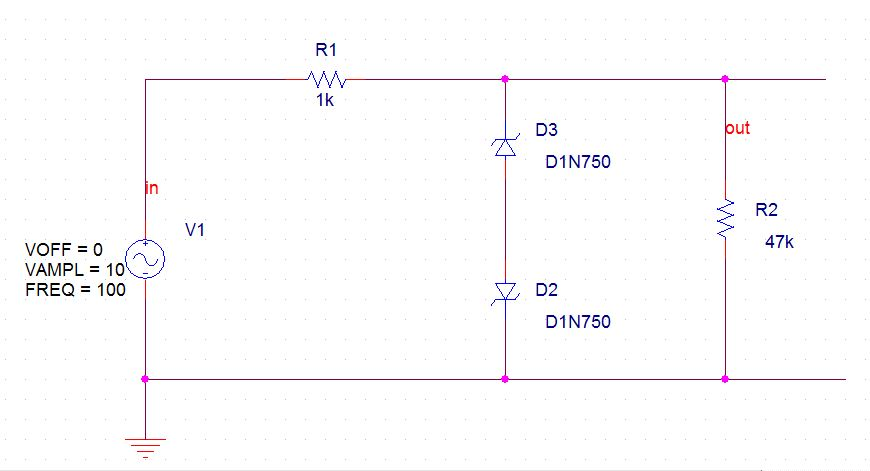 R1
1k
D3
D1N750
out
in
V1
R2
47k
VOFF = 0
VAMPL = 10
FREQ = 100
D2
D1N750